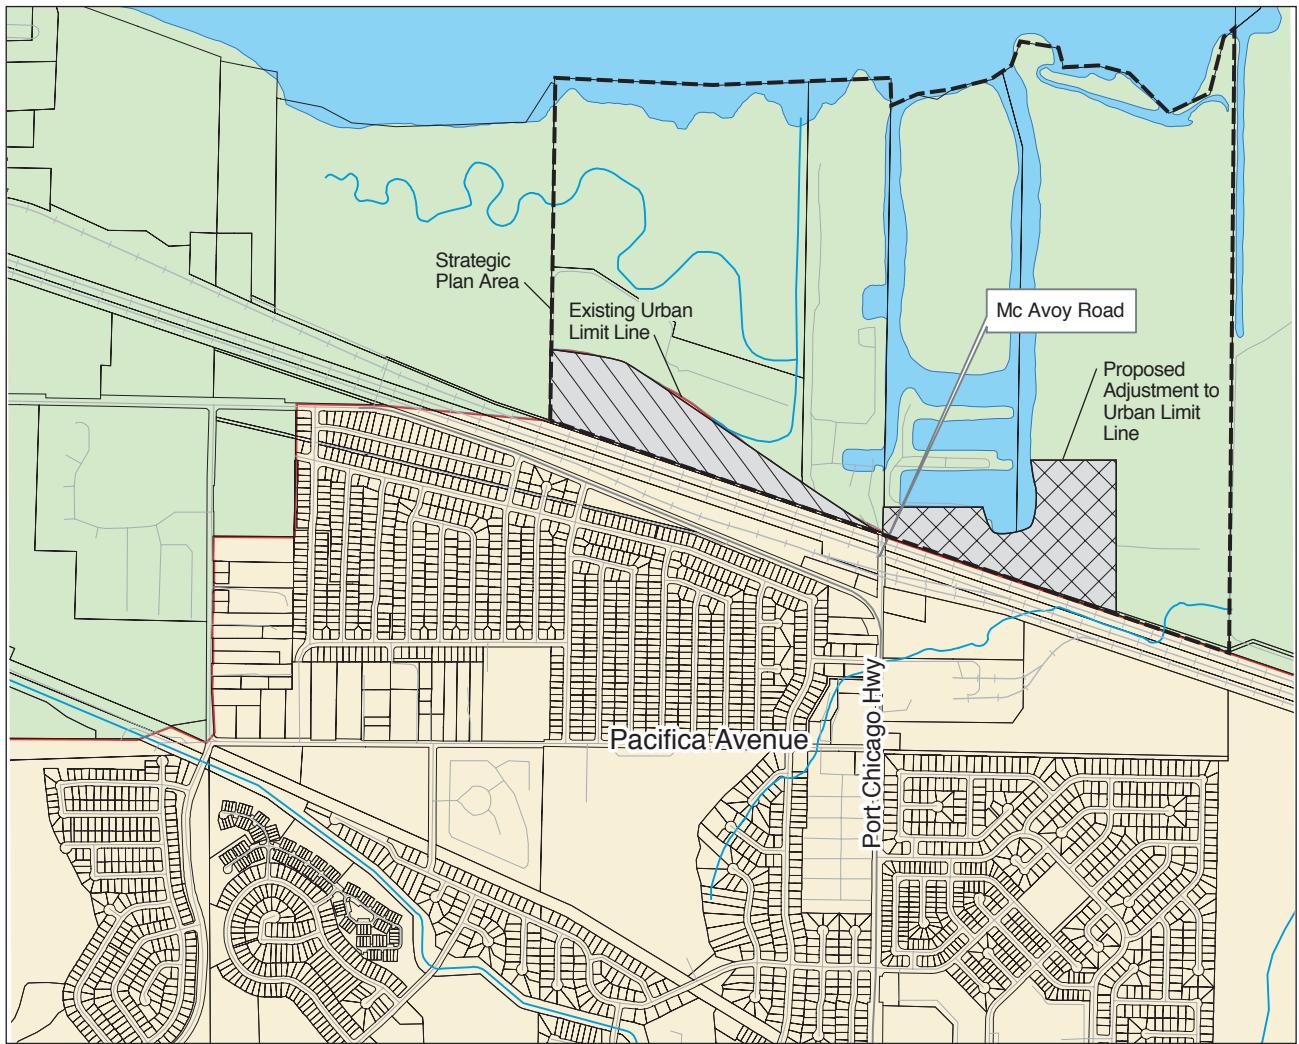 Strategic
Plan Area
Existing Urban
Limit Line
Mc Avoy Road
Proposed
Adjustment to
Urban Limit
Line
Pacifica Avenue
Port Chicago Hwy